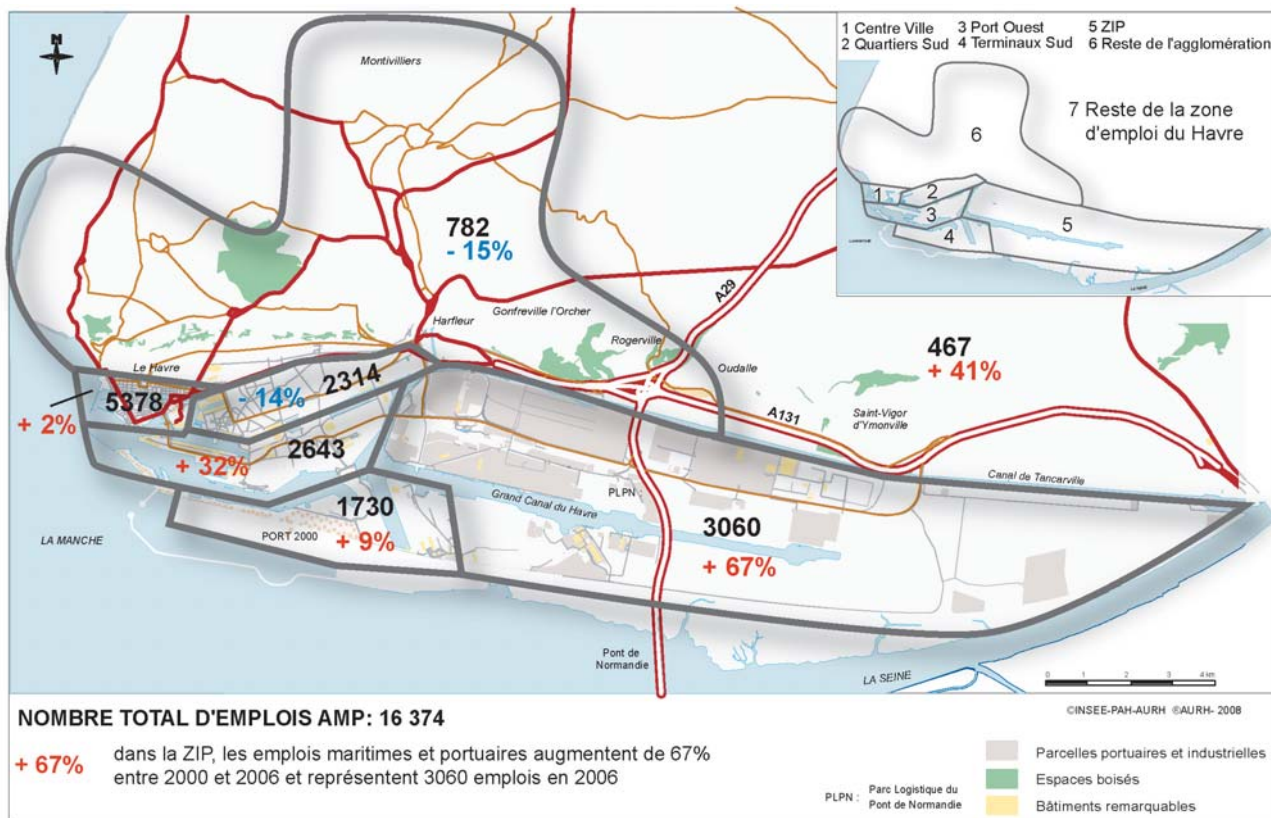 1 Centre Ville 3 Port Ouest 5 ZIP
2 Quartiers Sud 4 Terminaux Sud 6 Reste de l'agglomération
7 Reste de la zone
d'emploi du Havre
6
1
2
3
4
5
Montivilliers
782
- 15%
A29
Gonfreville l'Orcher
Harfleur
Rogerville
Oudalle
467
+ 41%
Le Havre
5378
+ 2%
2314
- 14%
A131
Saint-Vigor
d'Ymonville
2643
+ 32%
Canal de Tancarville
1730
+ 9%
PORT 2000
Grand Canal du Havre
PLPN :
3060
+ 67%
LA MANCHE
Pont de
Normandie
LA SEINE
0 1 2 3 4 km
NOMBRE TOTAL D'EMPLOIS AMP: 16 374
©INSEE-PAH-AURH ®AURH- 2008
+ 67% dans la ZIP, les emplois maritimes et portuaires augmentent de 67%
entre 2000 et 2006 et représentent 3060 emplois en 2006
PLPN : Parc Logistique du
Pont de Normandie
Parcelles portuaires et industrielles
Espaces boisés
Bâtiments remarquables